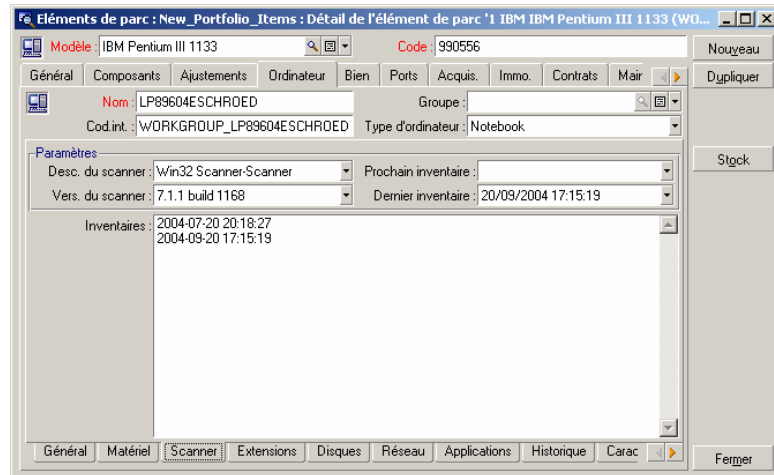 Eléments de parc : New_Portfolio_Items : Détail de l'élément de parc '1 IBM IBM Pentium III 1133 (WO...
Modèle : IBM Pentium III 1133 Code : 990556
Nouveau
Général Composants Ajustements Ordinateur Bien Ports Acquis. Immo. Contrats Mair
Dupliquer
Nom : LP89604ESCHROED Groupe :
Cod.int. : WORKGROUP_LP89604ESCHROED Type d'ordinateur : Notebook
Paramètres
Stock
Desc. du scanner : Win32 Scanner-Scanner Prochain inventaire :
Vers. du scanner : 7.1.1 build 1168 Dernier inventaire : 20/09/2004 17:15:19
Inventaires : 2004-07-20 20:18:27
2004-09-20 17:15:19
Général Matériel Scanner Extensions Disques Réseau Applications Historique Carac
Fermer